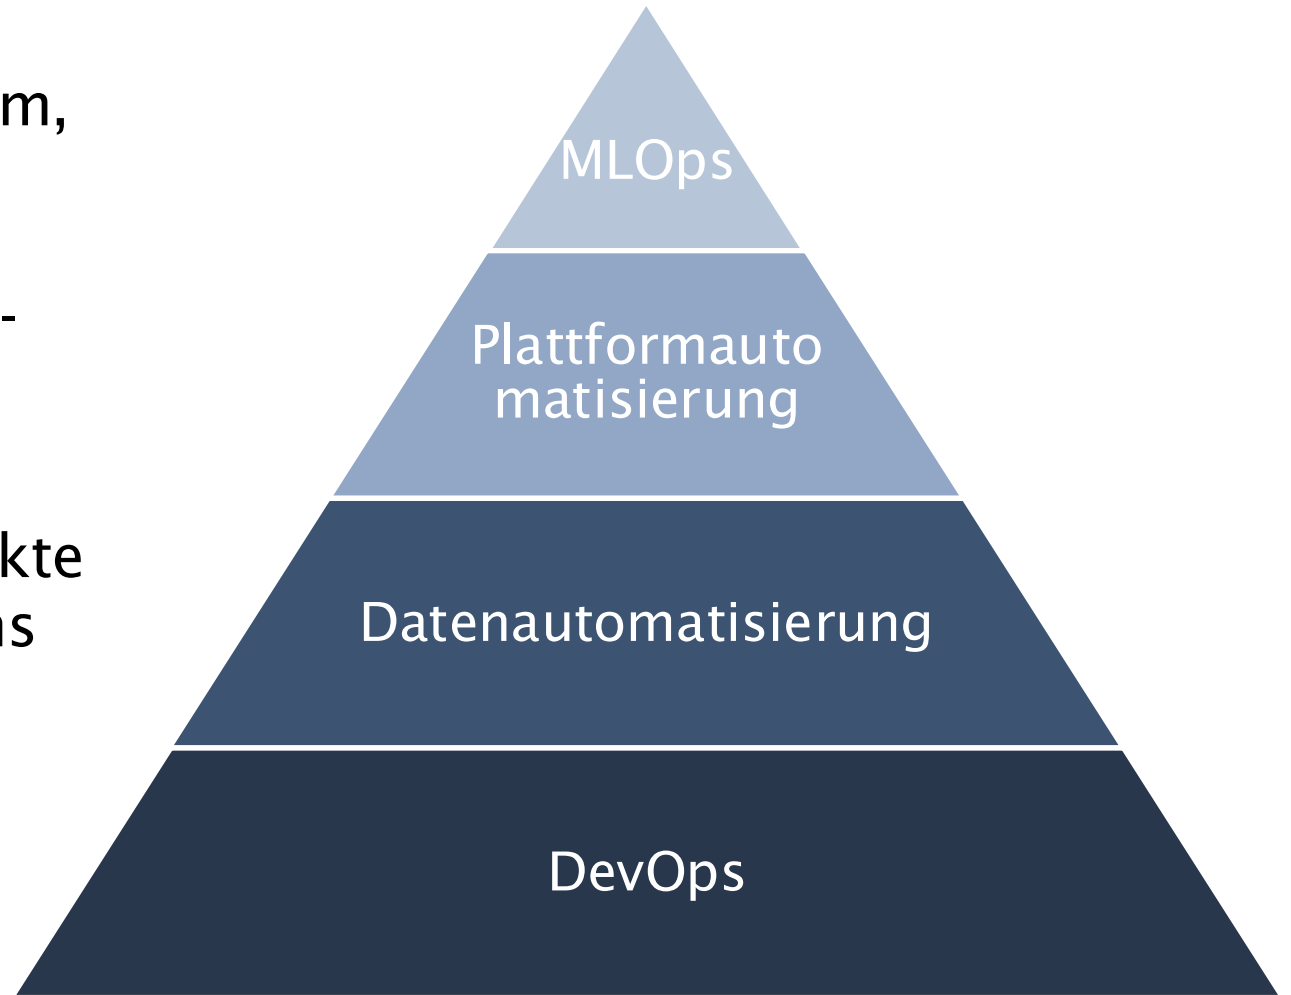 m,
-
kte
ns
MLOps
Plattformauto
matisierung
Datenautomatisierung
DevOps